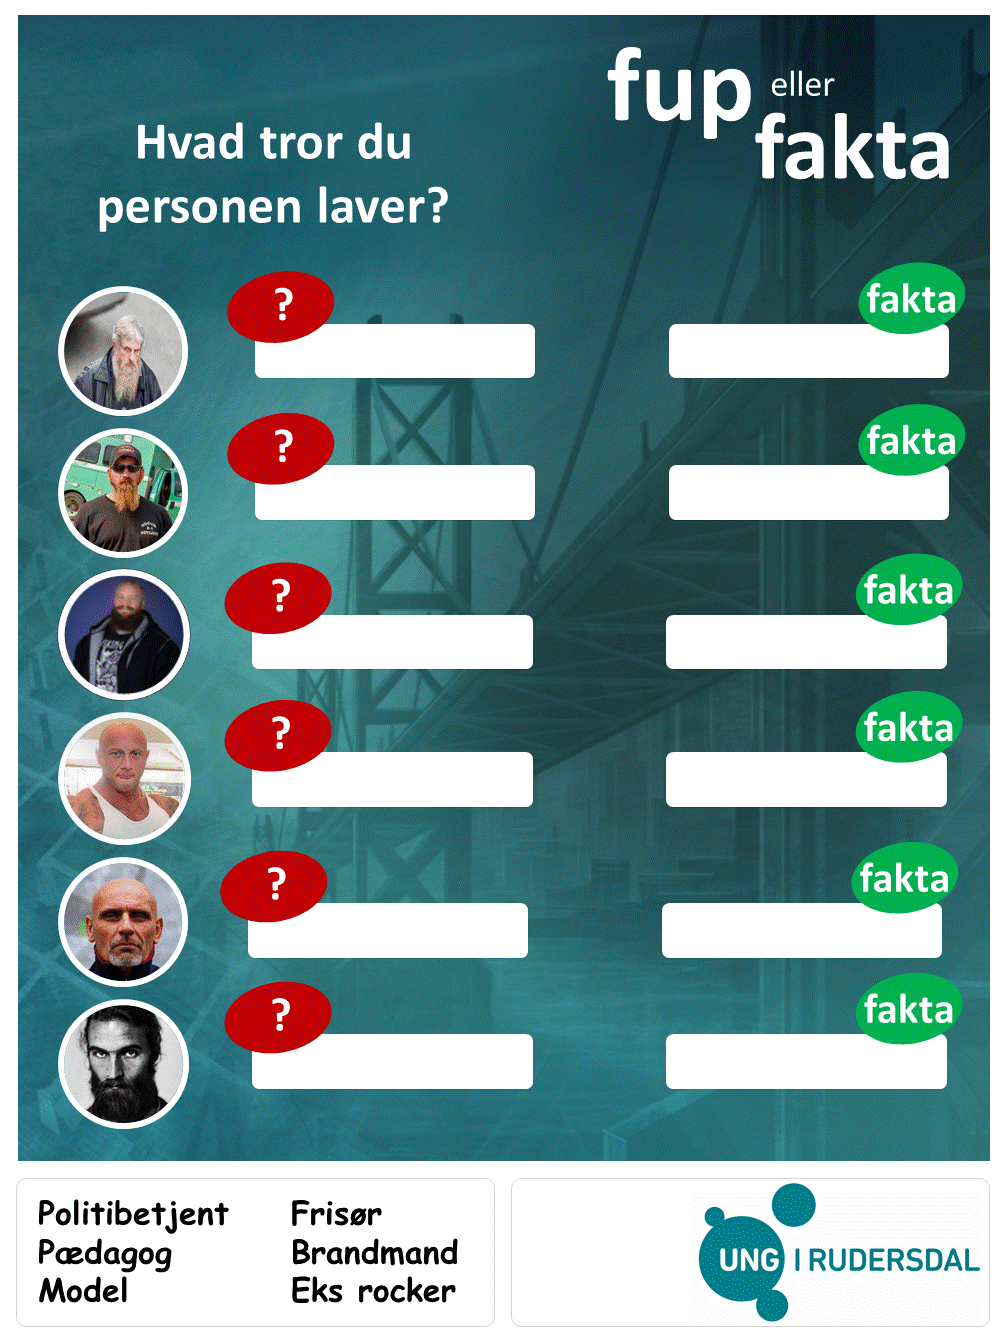 fup eller
fakta
Hvad tror du
personen laver?
? fakta
? fakta
? fakta
? fakta
? fakta
? fakta
Politibetjent
Pædagog
Model
Frisør
Brandmand
Eks rocker
UNG I RUDERSDAL